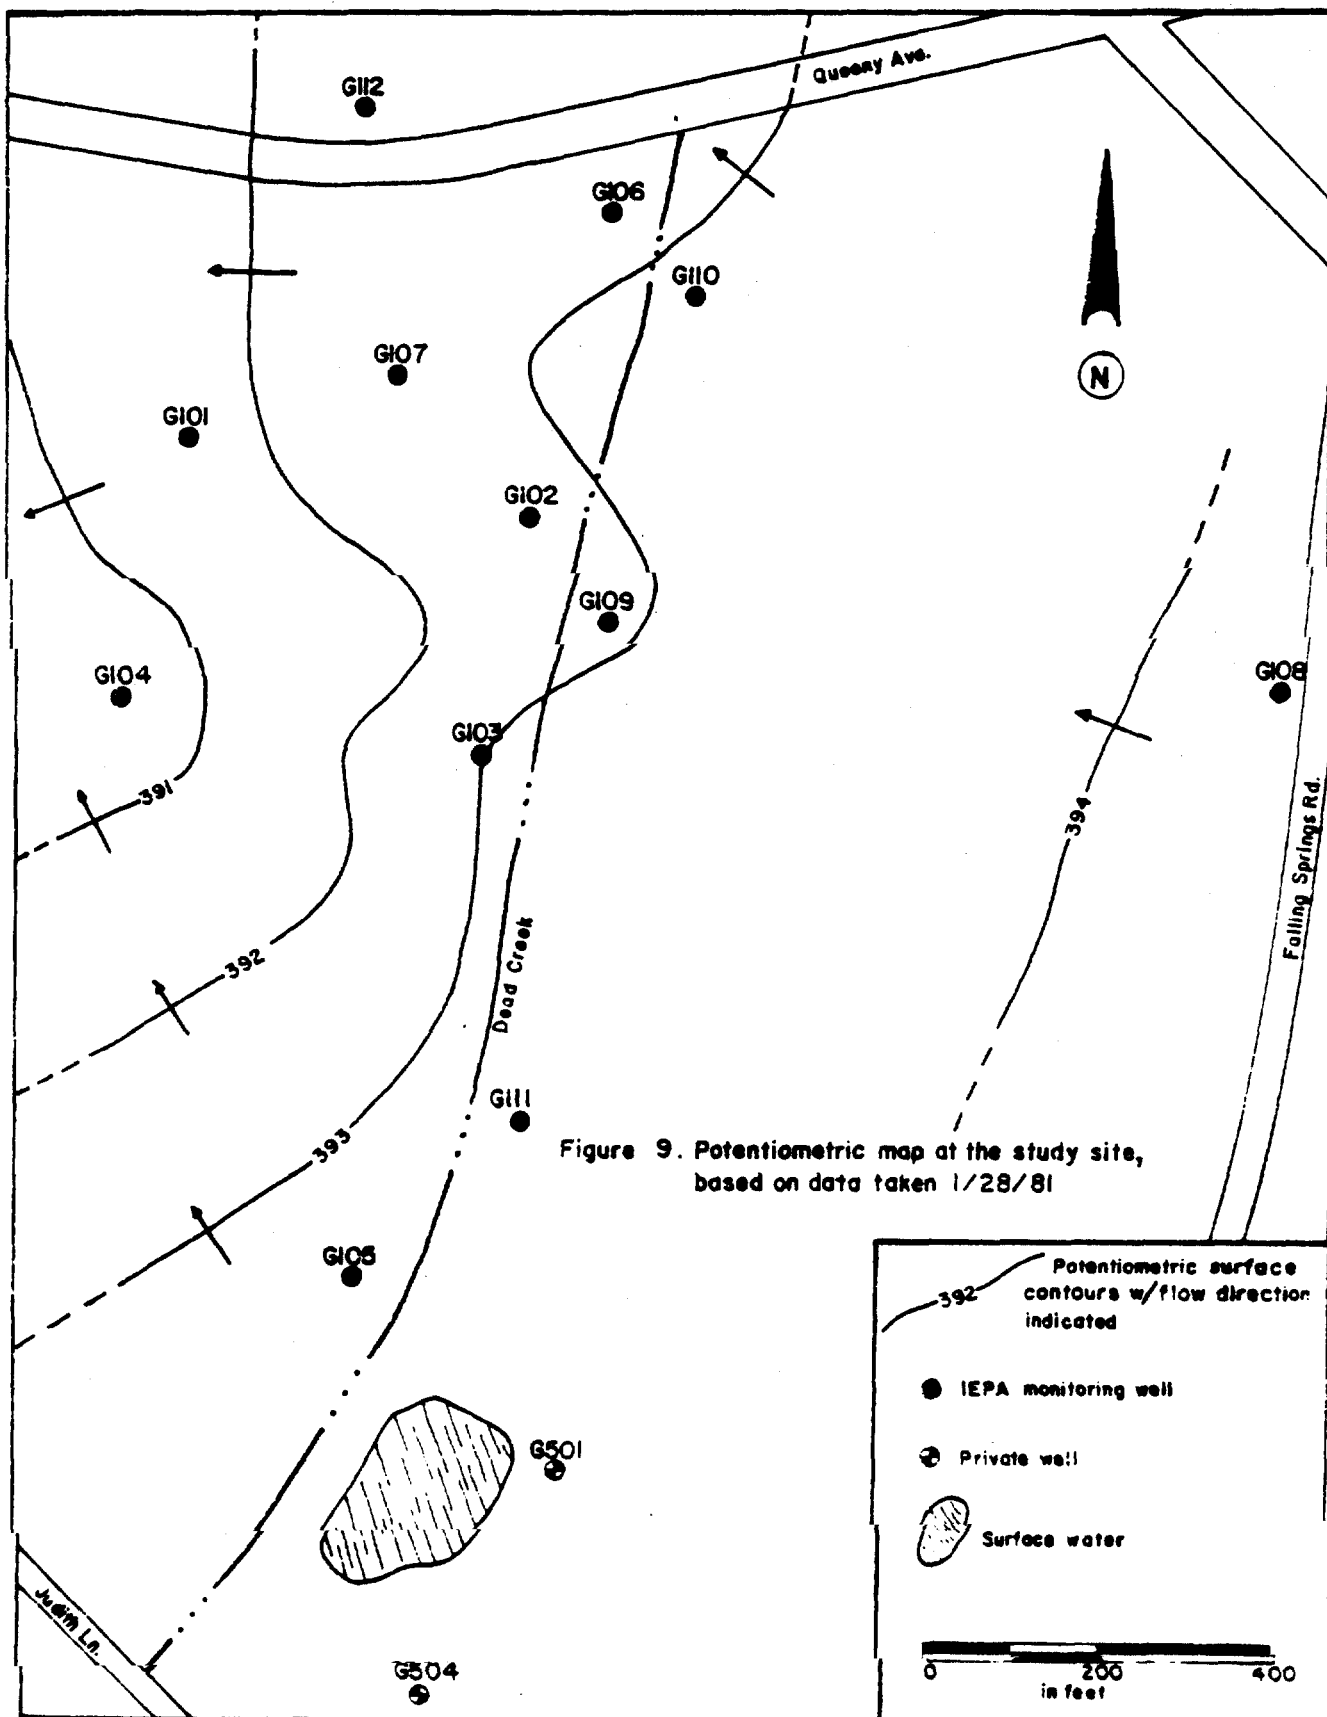 Queeny Ave.
G112
G106
G110
G107
N
G101
G102
G109
G104
G108
G103
391
394
Falling Springs Rd.
392
Dead Creek
G111
393
Figure 9. Potentiometric map at the study site,
based on data taken 1/28/81
G105
Potentiometric surface
392
contours w/flow direction
indicated
IEPA monitoring well
G501
Private well
Surface water
Judith Ln.
G504
0 200 400
in feet